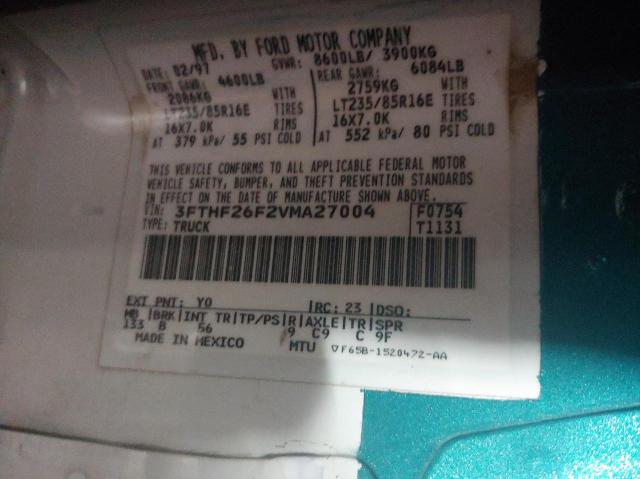 MFD. BY FORD MOTOR COMPANY
DATE: 02/97 GVWR: 8600LB/ 3900KG
FRONT GAWR: 4600LB REAR GAWR: 6084LB
2086KG WITH 2759KG WITH
LT235/85R16E TIRES LT235/85R16E TIRES
16X7.0K RIMS 16X7.0K RIMS
AT 379 kPa/ 55 PSI COLD AT 552 kPa/ 80 PSI COLD
THIS VEHICLE CONFORMS TO ALL APPLICABLE FEDERAL MOTOR
VEHICLE SAFETY, BUMPER, AND THEFT PREVENTION STANDARDS
IN EFFECT ON THE DATE OF MANUFACTURE SHOWN ABOVE.
VIN: 3FTHF26F2VMA27004 F0754
TYPE: TRUCK T1131
EXT PNT: YO |RC: 23 |DSO:
WB |BRK|INT TR|TP/PS|R|AXLE|TR|SPR
133 B 56 9 C9 C 9F
MADE IN MEXICO MTU ▽F65B-1520472-AA